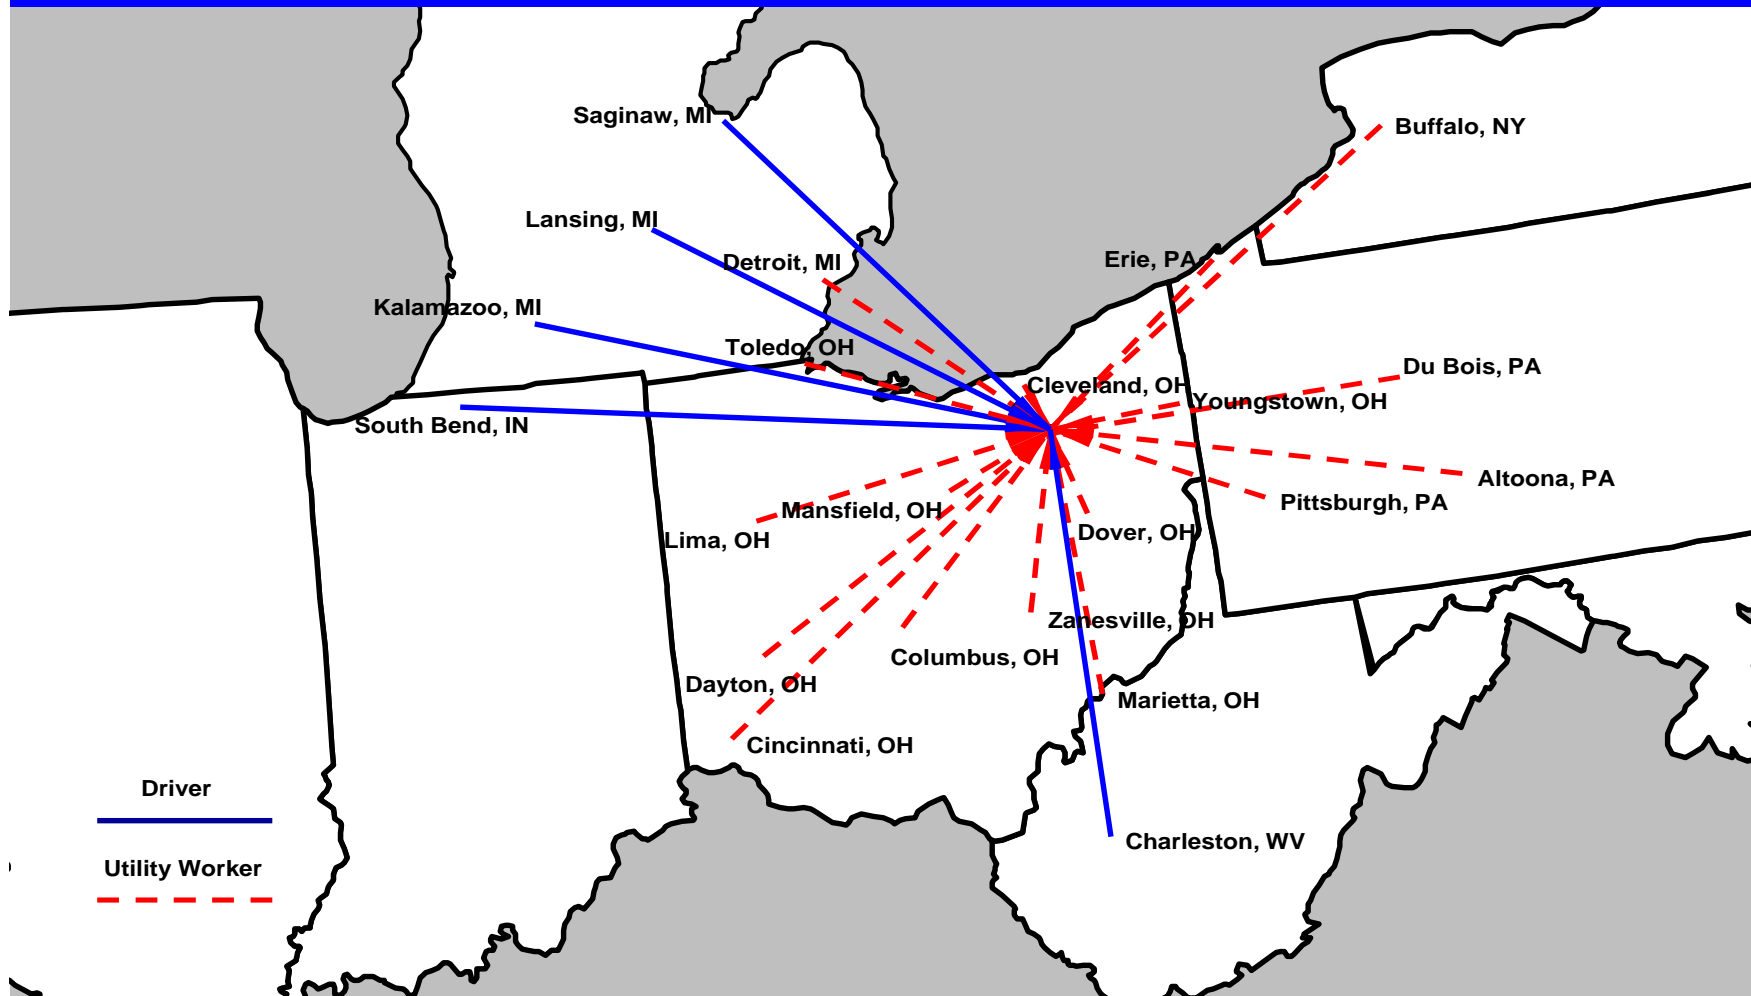 Saginaw, MI
Buffalo, NY
Lansing, MI
Detroit, MI
Erie, PA
Kalamazoo, MI
Toledo, OH
Du Bois, PA
Cleveland, OH
Youngstown, OH
South Bend, IN
Altoona, PA
Pittsburgh, PA
Mansfield, OH
Dover, OH
Lima, OH
Zanesville, OH
Columbus, OH
Dayton, OH
Marietta, OH
Cincinnati, OH
Driver
Charleston, WV
Utility Worker